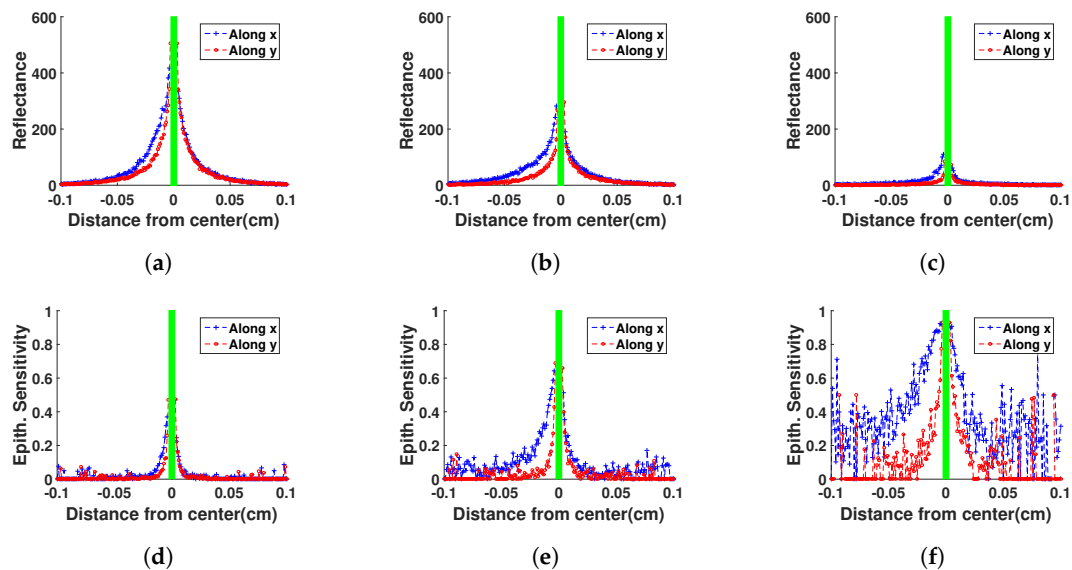 600
400
200
0
Reflectance
Along x
Along y
-0.1 -0.05 0 0.05 0.1
Distance from center(cm)
(a)
600
400
200
0
Reflectance
Along x
Along y
-0.1 -0.05 0 0.05 0.1
Distance from center(cm)
(b)
600
400
200
0
Reflectance
Along x
Along y
-0.1 -0.05 0 0.05 0.1
Distance from center(cm)
(c)
1
0.8
0.6
0.4
0.2
0
Epith. Sensitivity
Along x
Along y
-0.1 -0.05 0 0.05 0.1
Distance from center(cm)
(d)
1
0.8
0.6
0.4
0.2
0
Epith. Sensitivity
Along x
Along y
-0.1 -0.05 0 0.05 0.1
Distance from center(cm)
(e)
1
0.8
0.6
0.4
0.2
0
Epith. Sensitivity
Along x
Along y
-0.1 -0.05 0 0.05 0.1
Distance from center(cm)
(f)